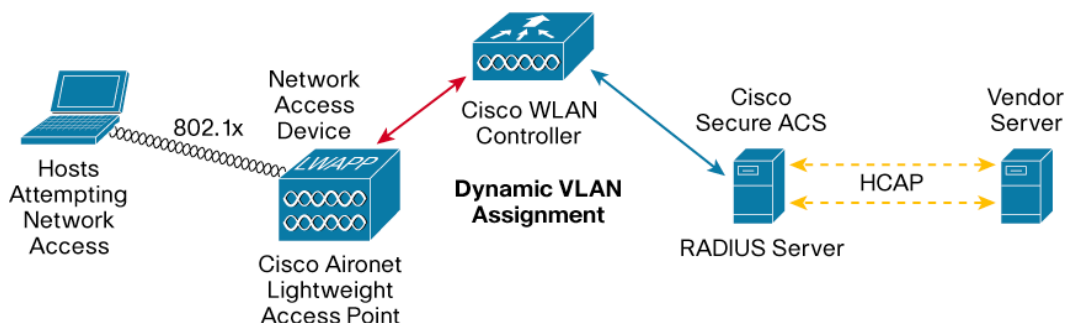 Hosts
Attempting
Network
Access
802.1x
Network
Access
Device
LWAPP
Cisco Aironet
Lightweight
Access Point
Cisco WLAN
Controller
Dynamic VLAN
Assignment
Cisco
Secure ACS
RADIUS Server
HCAP
Vendor
Server